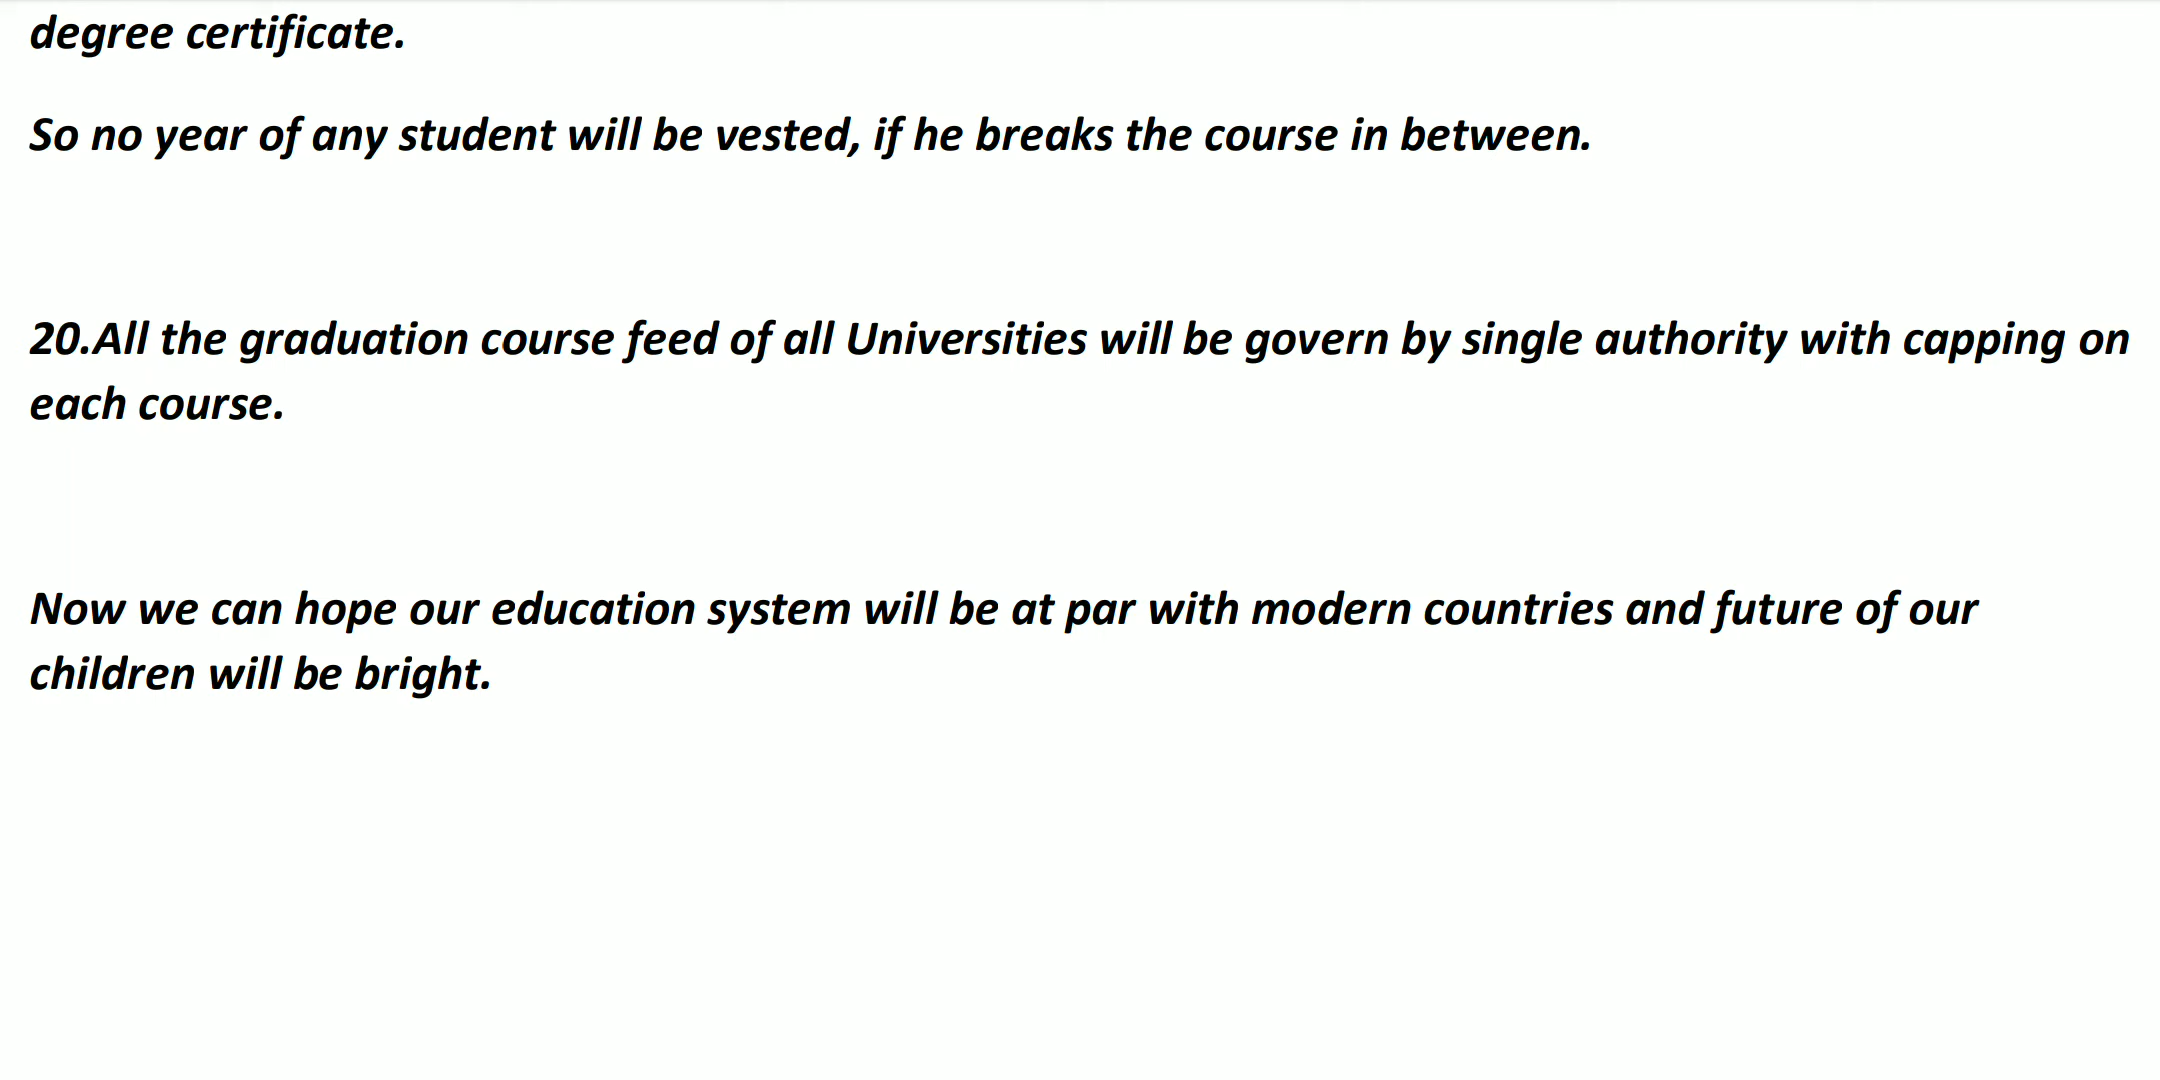 degree certificate.
So no year of any student will be vested, if he breaks the course in between.
20.All the graduation course feed of all Universities will be govern by single authority with capping on
each course.
Now we can hope our education system will be at par with modern countries and future of our
children will be bright.